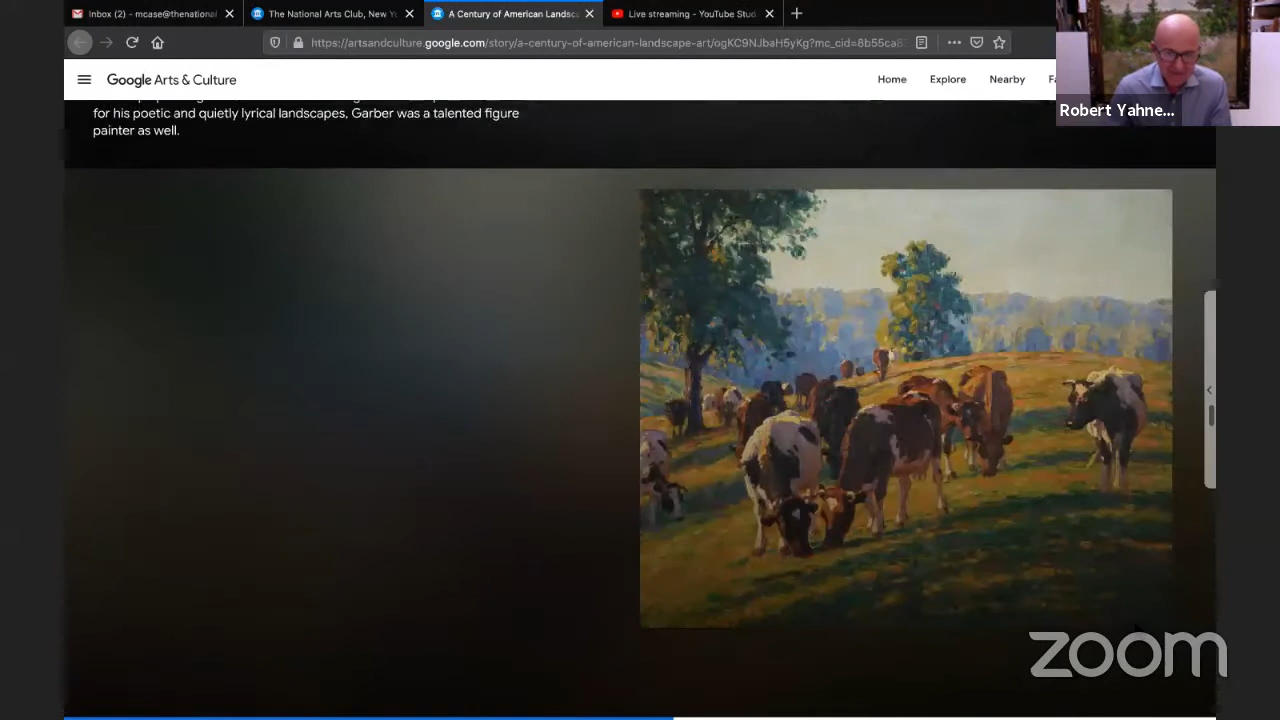 Inbox (2) - mcase@thenational
The National Arts Club, New Y
A Century of American Landsca
Live streaming - YouTube Stud
https://artsandculture.google.com/story/a-century-of-american-landscape-art/ogKC9NJbaH5yKg?mc_cid=8b55ca8
Google Arts & Culture
Home
Explore
Nearby
for his poetic and quietly lyrical landscapes, Garber was a talented figure
painter as well.
Robert Yahne...
zoom